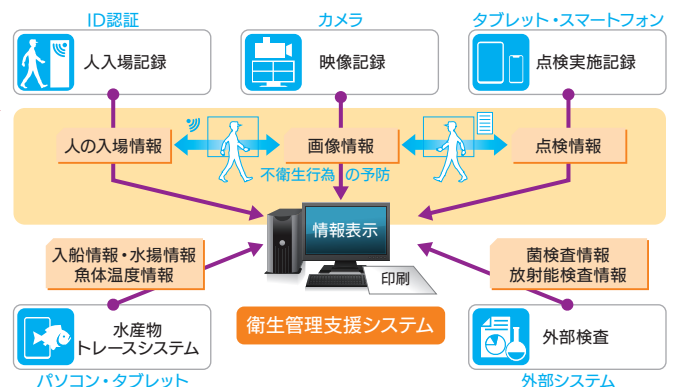 ID認証
カメラ
タブレット・スマートフォン
人入場記録
映像記録
点検実施記録
人の入場情報
画像情報
点検情報
不衛生行為の予防
情報表示
入船情報・水揚情報
魚体温度情報
菌検査情報
放射能検査情報
印刷
水産物
トレースシステム
衛生管理支援システム
外部検査
パソコン・タブレット
外部システム